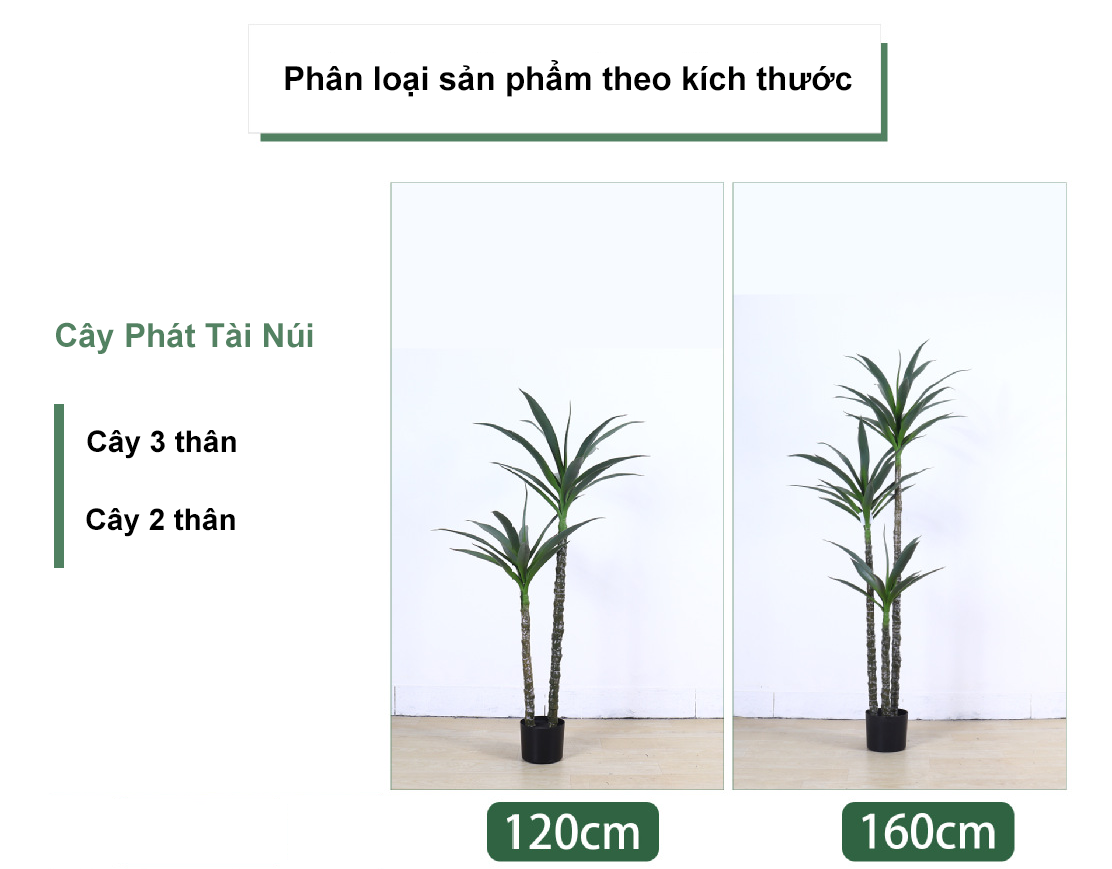 Phân loại sản phẩm theo kích thước
Cây Phát Tài Núi
Cây 3 thân
Cây 2 thân
120cm
160cm